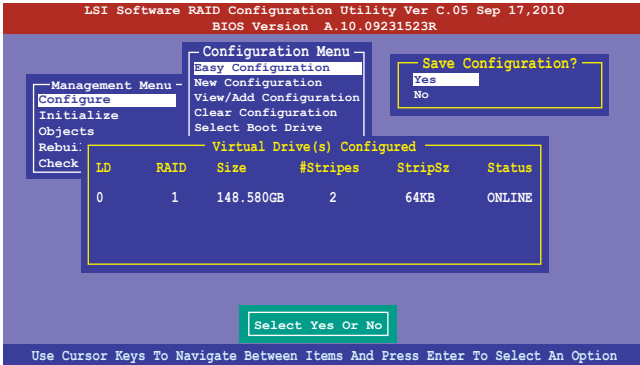 LSI Software RAID Configuration Utility Ver C.05 Sep 17,2010
BIOS Version A.10.09231523R
Configuration Menu
Easy Configuration
New Configuration
View/Add Configuration
Clear Configuration
Select Boot Drive
Save Configuration?
Yes
No
Management Menu
Configure
Initialize
Objects
Rebui
Check
Virtual Drive(s) Configured
LD RAID Size #Stripes StripSz Status
0 1 148.580GB 2 64KB ONLINE
Select Yes Or No
Use Cursor Keys To Navigate Between Items And Press Enter To Select An Option